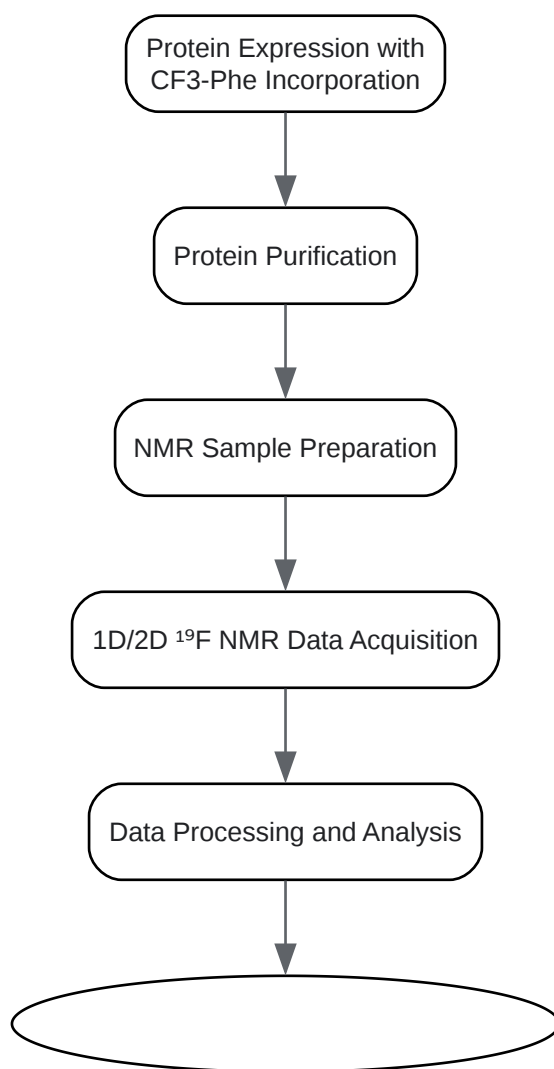 Protein Expression with
CF3-Phe Incorporation
Protein Purification
NMR Sample Preparation
1D/2D ¹⁹F NMR Data Acquisition
Data Processing and Analysis